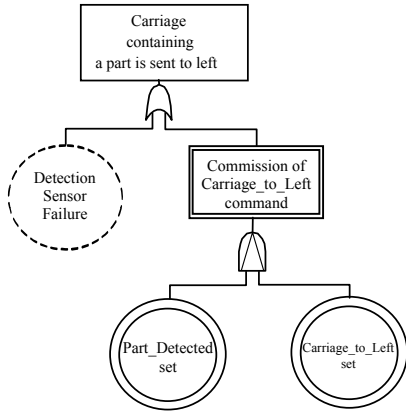 Carriage
containing
a part is sent to left
Detection
Sensor
Failure
Commission of
Carriage_to_Left
command
Part_Detected
set
Carriage_to_Left
set